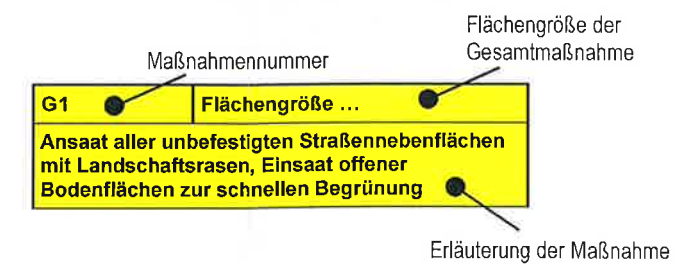 Flächengröße der
Gesamtmaßnahme
Maßnahmennummer
G1
Flächengröße ...
Ansaat aller unbefestigten Straßennebenflächen
mit Landschaftsrasen, Einsaat offener
Bodenflächen zur schnellen Begrünung
Erläuterung der Maßnahme